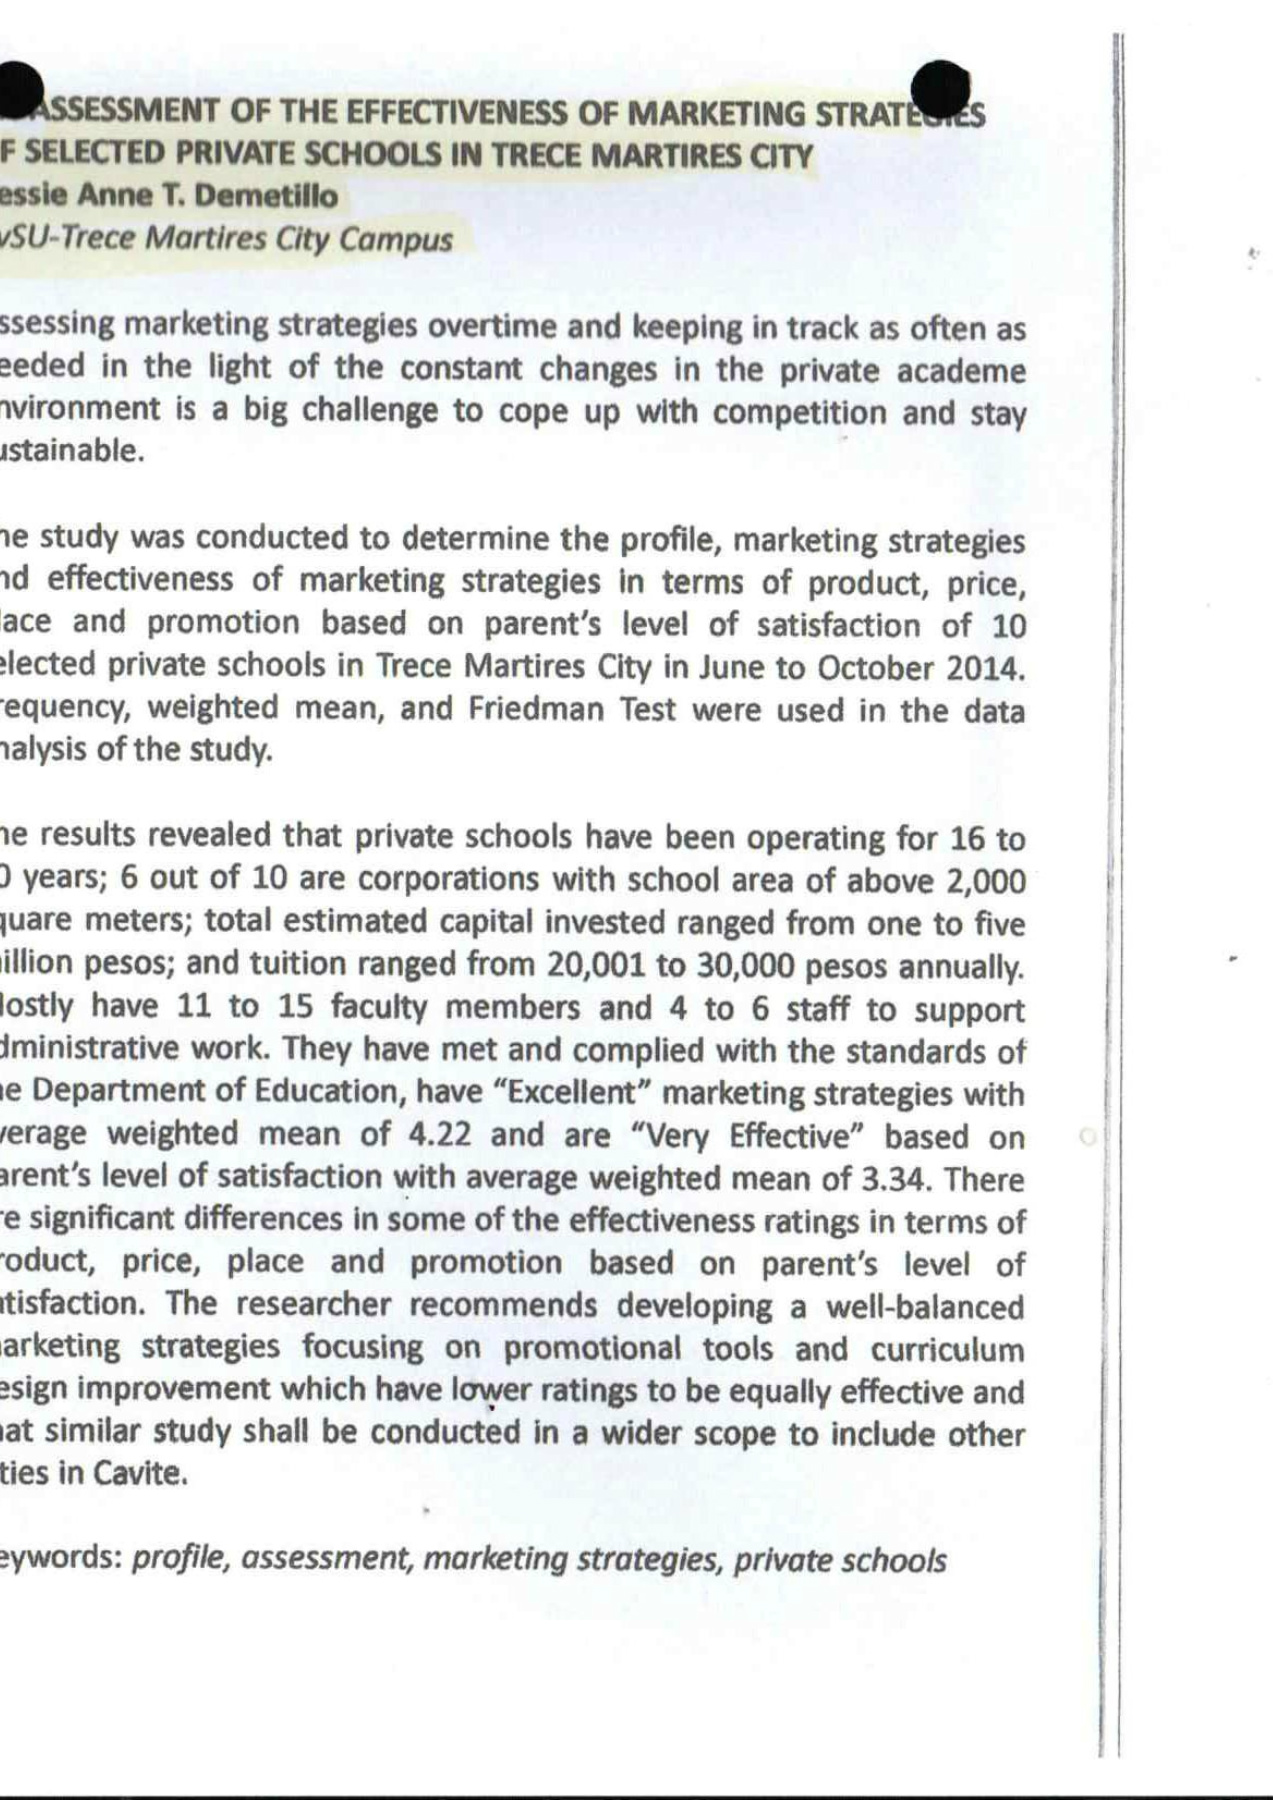 ASSESSMENT OF THE EFFECTIVENESS OF MARKETING STRATEGIES
F SELECTED PRIVATE SCHOOLS IN TRECE MARTIRES CITY
essie Anne T. Demetillo
vSU-Trece Martires City Campus
ssessing marketing strategies overtime and keeping in track as often as
eeded in the light of the constant changes in the private academe
nvironment is a big challenge to cope up with competition and stay
ustainable.
he study was conducted to determine the profile, marketing strategies
nd effectiveness of marketing strategies in terms of product, price,
lace and promotion based on parent's level of satisfaction of 10
elected private schools in Trece Martires City in June to October 2014.
requency, weighted mean, and Friedman Test were used in the data
nalysis of the study.
he results revealed that private schools have been operating for 16 to
0 years; 6 out of 10 are corporations with school area of above 2,000
quare meters; total estimated capital invested ranged from one to five
illion pesos; and tuition ranged from 20,001 to 30,000 pesos annually.
ostly have 11 to 15 faculty members and 4 to 6 staff to support
dministrative work. They have met and complied with the standards of
he Department of Education, have "Excellent" marketing strategies with
verage weighted mean of 4.22 and are "Very Effective" based on
arent's level of satisfaction with average weighted mean of 3.34. There
re significant differences in some of the effectiveness ratings in terms of
roduct, price, place and promotion based on parent's level of
atisfaction. The researcher recommends developing a well-balanced
arketing strategies focusing on promotional tools and curriculum
esign improvement which have lower ratings to be equally effective and
hat similar study shall be conducted in a wider scope to include other
ties in Cavite.
eywords: profile, assessment, marketing strategies, private schools